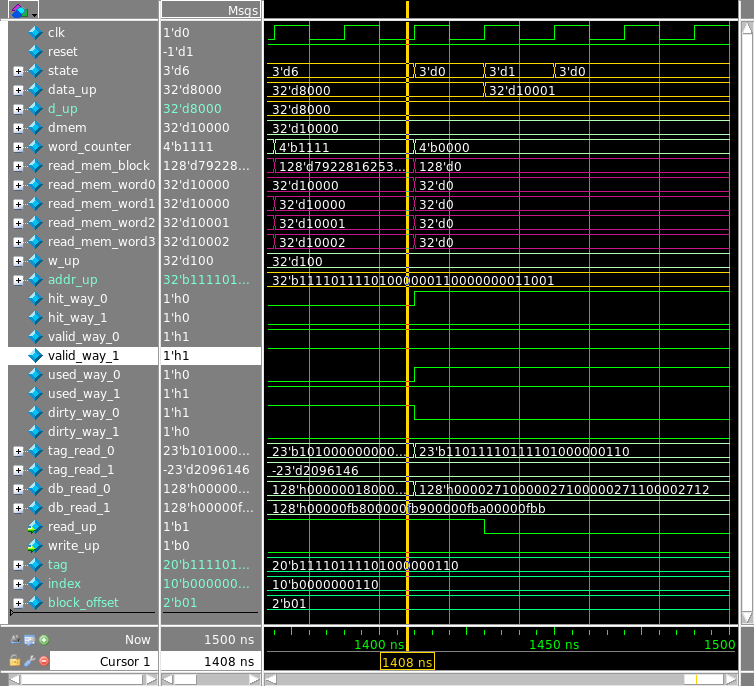 Msgs
clk 1'd0
reset -1'd1
state 3'd6 3'd6 3'd0 3'd1 3'd0
data_up 32'd8000 32'd8000 32'd10001
d_up 32'd8000 32'd8000
dmem 32'd10000 32'd10000
word_counter 4'b1111 4'b1111 4'b0000
read_mem_block 128'd79228... 128'd7922816253... 128'd0
read_mem_word0 32'd10000 32'd10000 32'd0
read_mem_word1 32'd10000 32'd10000 32'd0
read_mem_word2 32'd10001 32'd10001 32'd0
read_mem_word3 32'd10002 32'd10002 32'd0
w_up 32'd100 32'd100
addr_up 32'b111101... 32'b11110111101000000110000000011001
hit_way_0 1'h0
hit_way_1 1'h0
valid_way_0 1'h1
valid_way_1 1'h1
used_way_0 1'h0
used_way_1 1'h1
dirty_way_0 1'h1
dirty_way_1 1'h0
tag_read_0 23'b101000... 23'b101000000000... 23'b11011110111101000000110
tag_read_1 -23'd2096146 -23'd2096146
db_read_0 128'h00000... 128'h00000018000... 128'h00002710000027100000271100002712
db_read_1 128'h00000f... 128'h00000fb800000fb900000fba00000fbb
read_up 1'b1
write_up 1'b0
tag 20'b111101... 20'b11110111101000000110
index 10'b000000... 10'b0000000110
block_offset 2'b01 2'b01
Now 1500 ns 1400 ns 1450 ns 1500
Cursor 1 1408 ns 1408 ns